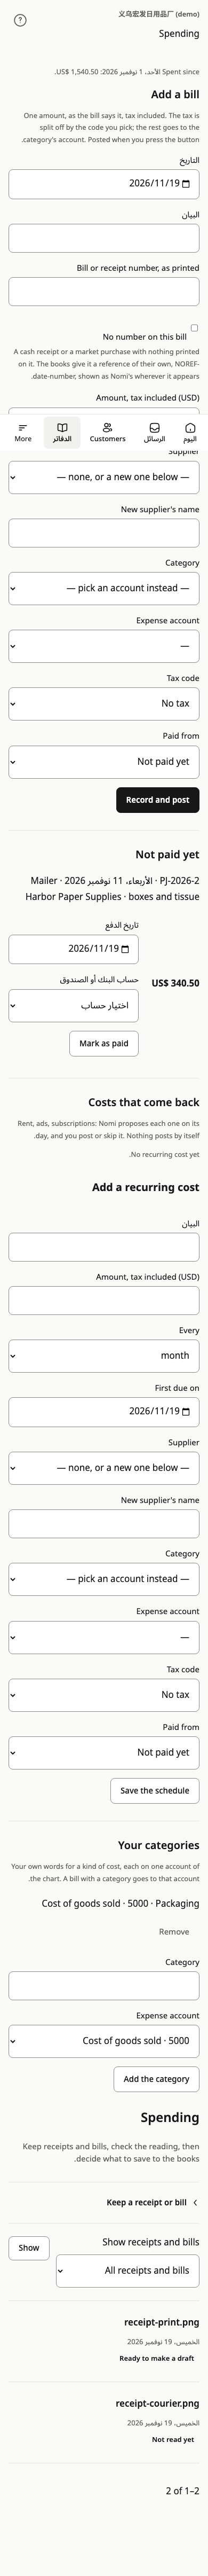 义乌宏发日用品厂 (demo)
Spending
Spent since الأحد، 1 نوفمبر 2026: US$ 1,540.50.
Add a bill
One amount, as the bill says it, tax included. The tax is split off by the code you pick; the rest goes to the category's account. Posted when you press the button.
التاريخ
2026/11/19
البيان
Bill or receipt number, as printed
No number on this bill
A cash receipt or a market purchase with nothing printed on it. The books give it a reference of their own, NOREF-date-number, shown as Nomi's wherever it appears.
Amount, tax included (USD)
اليوم
الرسائل
Customers
الدفاتر
More
Supplier
— none, or a new one below —
New supplier's name
Category
— pick an account instead —
Expense account
—
Tax code
No tax
Paid from
Not paid yet
Record and post
Not paid yet
PJ-2026-2 · الأربعاء، 11 نوفمبر 2026 · Mailer boxes and tissue · Harbor Paper Supplies
US$ 340.50
تاريخ الدفع
2026/11/19
حساب البنك أو الصندوق
اختيار حساب
Mark as paid
Costs that come back
Rent, ads, subscriptions: Nomi proposes each one on its day, and you post or skip it. Nothing posts by itself.
No recurring cost yet.
Add a recurring cost
البيان
Amount, tax included (USD)
Every
month
First due on
2026/11/19
Supplier
— none, or a new one below —
New supplier's name
Category
— pick an account instead —
Expense account
—
Tax code
No tax
Paid from
Not paid yet
Save the schedule
Your categories
Your own words for a kind of cost, each on one account of the chart. A bill with a category goes to that account.
Packaging · 5000 · Cost of goods sold
Remove
Category
Expense account
5000 · Cost of goods sold
Add the category
Spending
Keep receipts and bills, check the reading, then decide what to save to the books.
Keep a receipt or bill
Show receipts and bills
All receipts and bills
Show
receipt-print.png
الخميس، 19 نوفمبر 2026
Ready to make a draft
receipt-courier.png
الخميس، 19 نوفمبر 2026
Not read yet
1–2 of 2